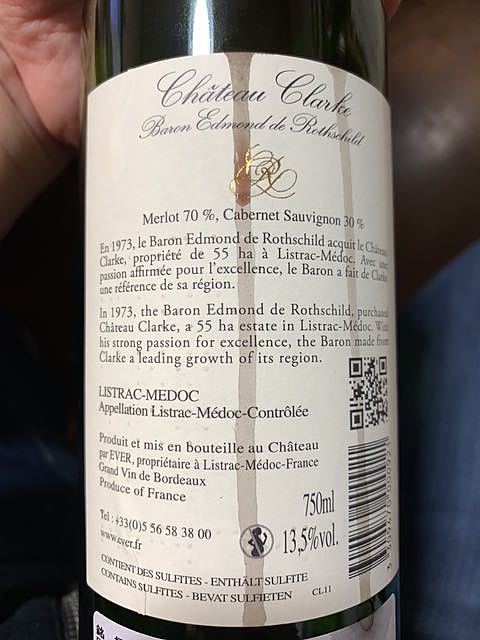 Château Clarke
Baron Edmond de Rothschild
Merlot 70 %, Cabernet Sauvignon 30 %
En 1973, le Baron Edmond de Rothschild acquit le Château
Clarke, propriété de 55 ha à Listrac-Médoc. Avec une
passion affirmée pour l'excellence, le Baron a fait de Clarke
une référence de sa région.
In 1973, the Baron Edmond de Rothschild, purchased
Château Clarke, a 55 ha estate in Listrac-Médoc. With
his strong passion for excellence, the Baron made from
Clarke a leading growth of its region.
LISTRAC-MEDOC
Appellation Listrac-Médoc-Contrôlée
Produit et mis en bouteille au Château
par EVER, propriétaire à Listrac-Médoc-France
Grand Vin de Bordeaux
Produce of France
Tel : +33(0)5 56 58 38 00
www.cver.fr
750ml
13,5%vol.
CONTIENT DES SULFITES - ENTHÄLT SULFITE
CONTAINS SULFITES - BEVAT SULFIETEN
CL11